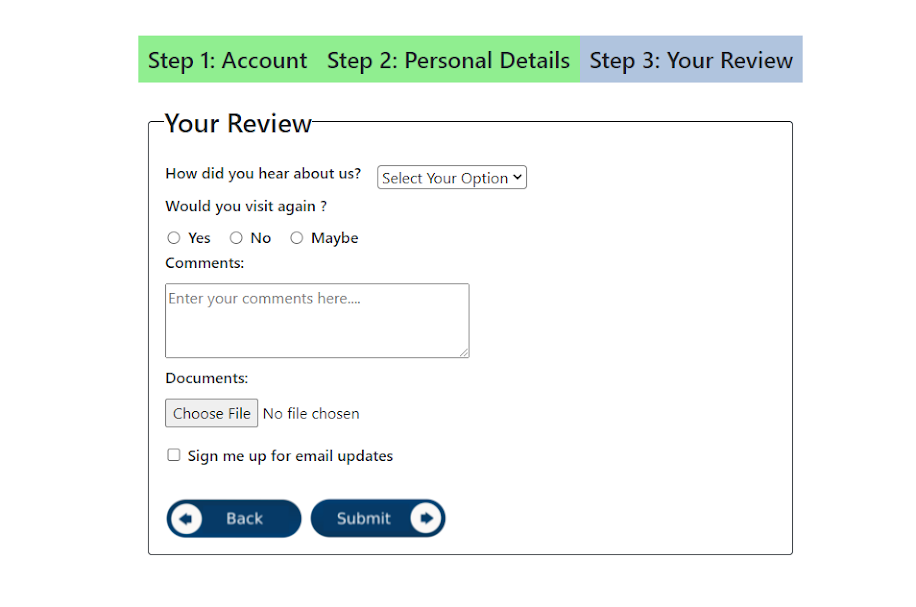 Step 1: Account Step 2: Personal Details Step 3: Your Review
Your Review
How did you hear about us? Select Your Option
Would you visit again ?
Yes No Maybe
Comments:
Enter your comments here....
Documents:
Choose File No file chosen
Sign me up for email updates
Back Submit